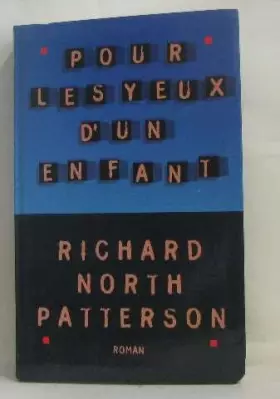 POUR
LES YEUX
D'UN
ENFANT
RICHARD
NORTH
PATTERSON
ROMAN